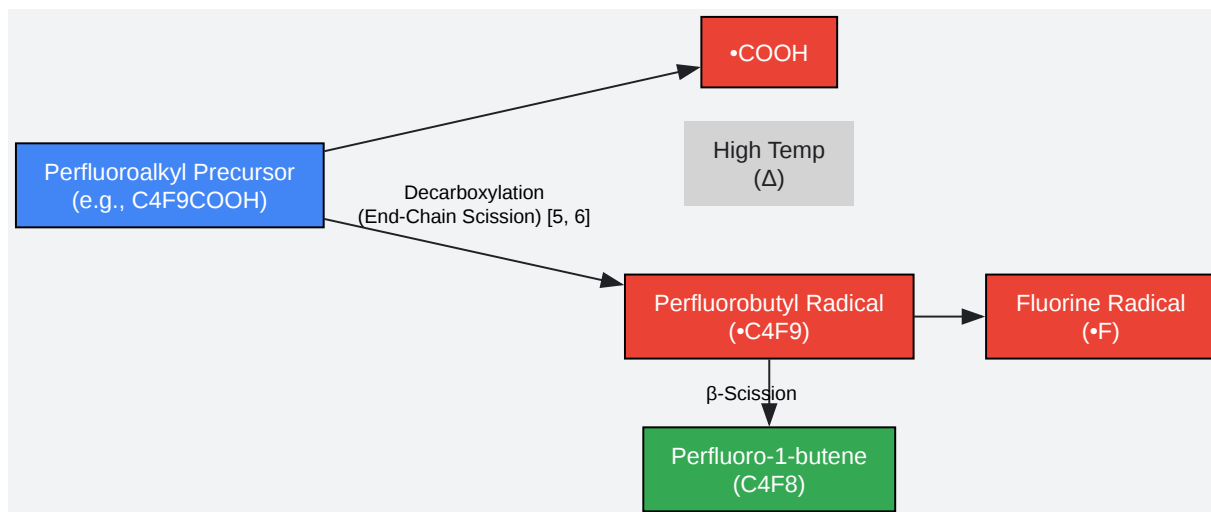 •COOH
High Temp
(Δ)
Perfluoroalkyl Precursor
(e.g., C4F9COOH)
Decarboxylation
(End-Chain Scission) [5, 6]
Perfluorobutyl Radical
(•C4F9)
Fluorine Radical
(•F)
β-Scission
Perfluoro-1-butene
(C4F8)